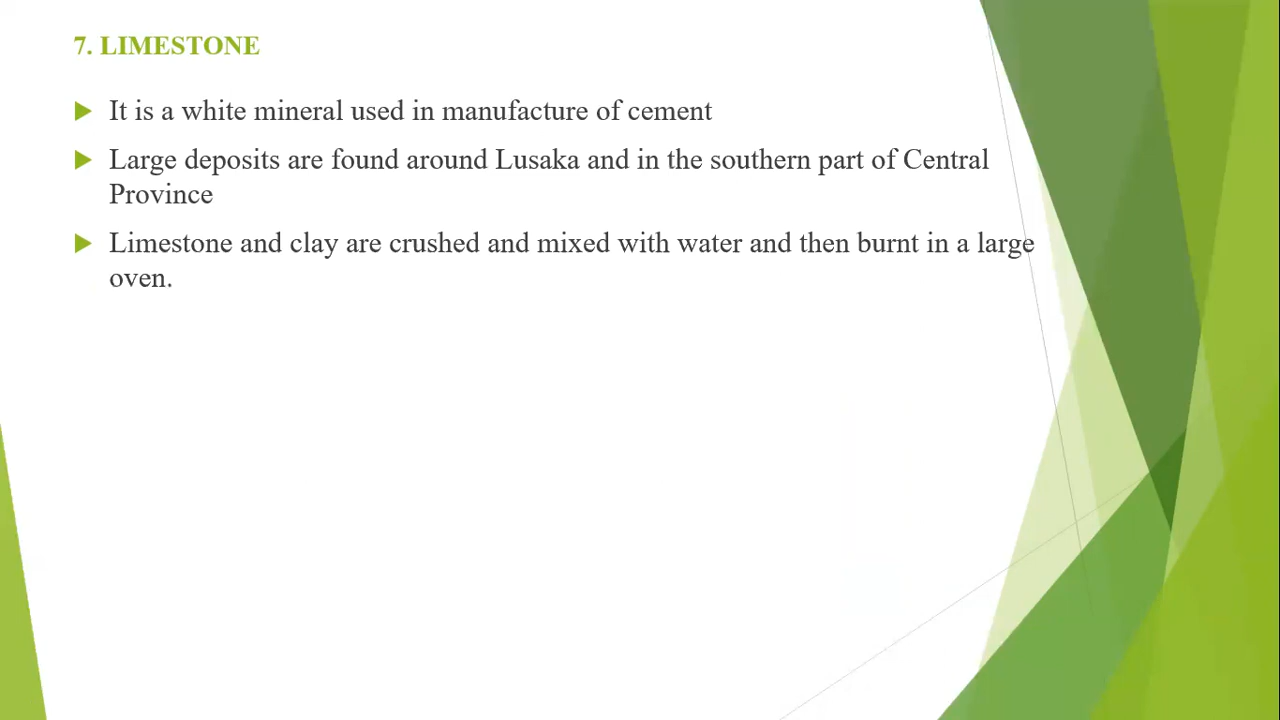 7. LIMESTONE
It is a white mineral used in manufacture of cement
Large deposits are found around Lusaka and in the southern part of Central
Province
Limestone and clay are crushed and mixed with water and then burnt in a large
oven.